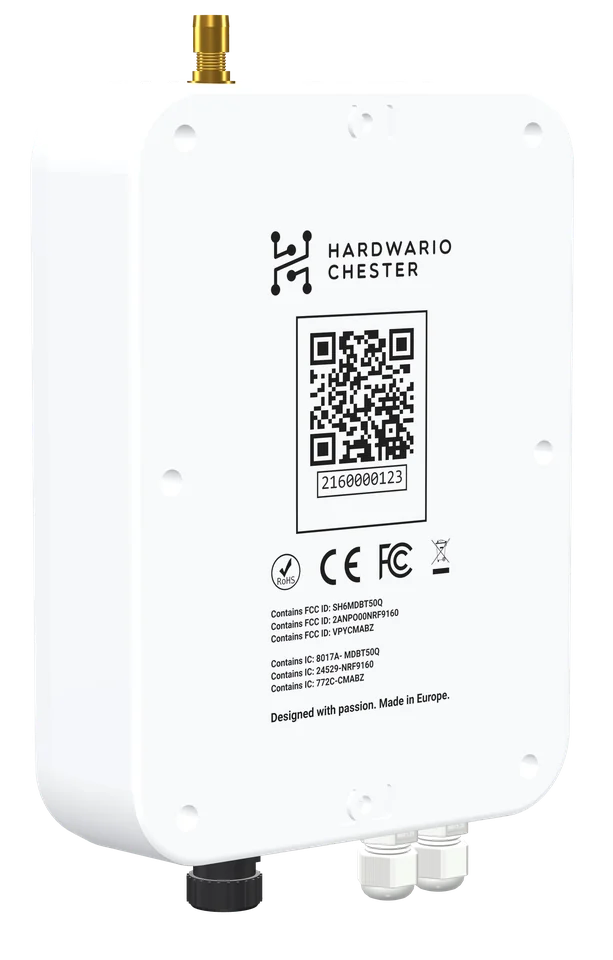 HARDWARIO
CHESTER
2160000123
RoHS
CE
FC
Contains FCC ID: SH6MDBT50Q
Contains FCC ID: 2ANPO00NRF9160
Contains FCC ID: VPYCMABZ
Contains IC: 8017A- MDBT50Q
Contains IC: 24529-NRF9160
Contains IC: 772C-CMABZ
Designed with passion. Made in Europe.